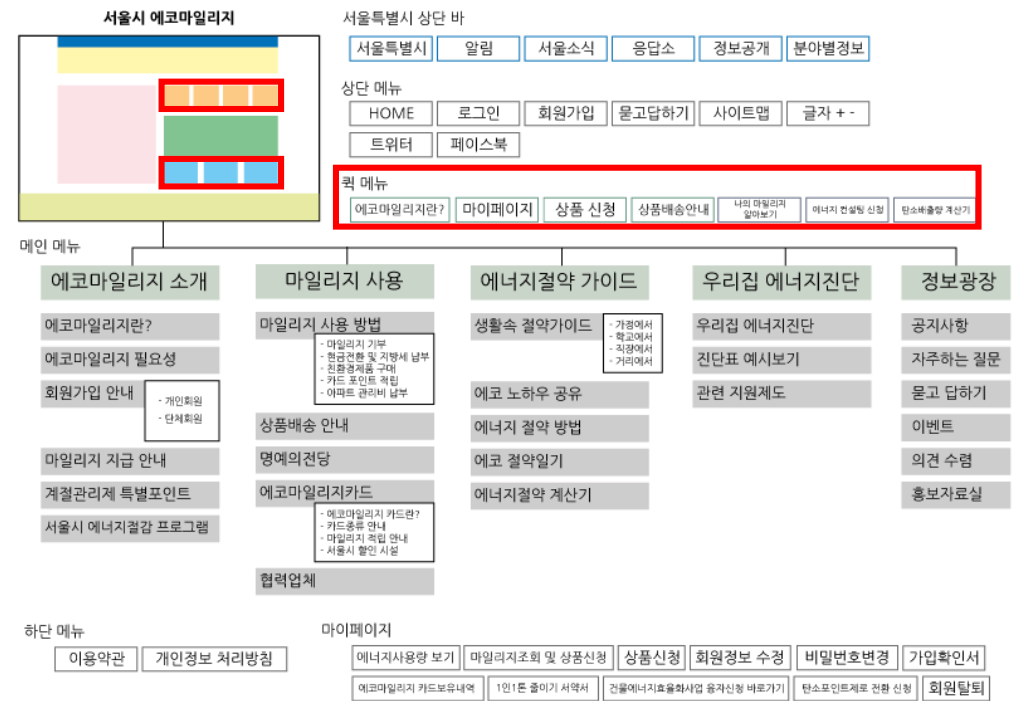 서울시 에코마일리지
서울특별시 상단 바
서울특별시 알림 서울소식 응답소 정보공개 분야별정보
상단 메뉴
HOME 로그인 회원가입 묻고답하기 사이트맵 글자 + -
트위터 페이스북
퀵 메뉴
에코마일리지란? 마이페이지 상품 신청 상품배송안내 나의 마일리지 알아보기 에너지 컨설팅 신청 탄소배출량 계산기
메인 메뉴
에코마일리지 소개
에코마일리지란?
에코마일리지 필요성
회원가입 안내
- 개인회원
- 단체회원
마일리지 지급 안내
계절관리제 특별포인트
서울시 에너지절감 프로그램
마일리지 사용
마일리지 사용 방법
- 마일리지 기부
- 현금전환 및 지방세 납부
- 친환경제품 구매
- 카드 포인트 적립
- 아파트 관리비 납부
상품배송 안내
명예의전당
에코마일리지카드
- 에코마일리지 카드란?
- 카드종류 안내
- 마일리지 적립 안내
- 서울시 할인 시설
협력업체
에너지절약 가이드
생활속 절약가이드
- 가정에서
- 학교에서
- 직장에서
- 거리에서
에코 노하우 공유
에너지 절약 방법
에코 절약일기
에너지절약 계산기
우리집 에너지진단
우리집 에너지진단
진단표 예시보기
관련 지원제도
정보광장
공지사항
자주하는 질문
묻고 답하기
이벤트
의견 수렴
홍보자료실
하단 메뉴
이용약관 개인정보 처리방침
마이페이지
에너지사용량 보기 마일리지조회 및 상품신청 상품신청 회원정보 수정 비밀번호변경 가입확인서
에코마일리지 카드보유내역 1인1톤 줄이기 서약서 건물에너지효율화사업 융자신청 바로가기 탄소포인트제로 전환 신청 회원탈퇴